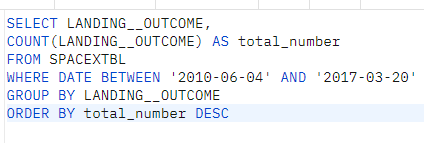 SELECT LANDING__OUTCOME,
COUNT(LANDING__OUTCOME) AS total_number
FROM SPACEXTBL
WHERE DATE BETWEEN '2010-06-04' AND '2017-03-20'
GROUP BY LANDING__OUTCOME
ORDER BY total_number DESC